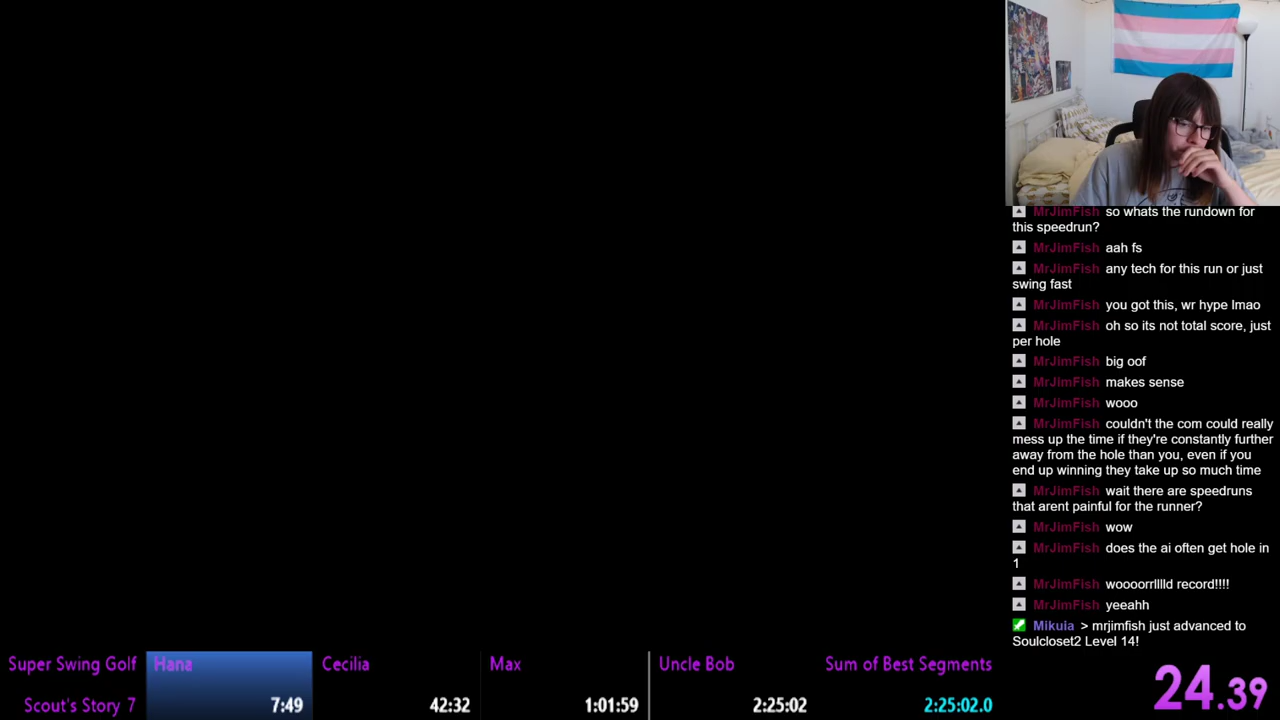 MrJimFish so whats the rundown for
this speedrun?
MrJimFish aah fs
MrJimFish any tech for this run or just
swing fast
MrJimFish you got this, wr hype lmao
MrJimFish oh so its not total score, just
per hole
MrJimFish big oof
MrJimFish makes sense
MrJimFish wooo
MrJimFish couldn't the com could really
mess up the time if they're constantly further
away from the hole than you, even if you
end up winning they take up so much time
MrJimFish wait there are speedruns
that arent painful for the runner?
MrJimFish wow
MrJimFish does the ai often get hole in
1
MrJimFish woooorrlllld record!!!!
MrJimFish yeeahh
Mikuia > mrjimfish just advanced to
Soulcloset2 Level 14!
Super Swing Golf Hana Cecilia Max Uncle Bob Sum of Best Segments
Scout's Story 7 7:49 42:32 1:01:59 2:25:02 2:25:02.0
24.39